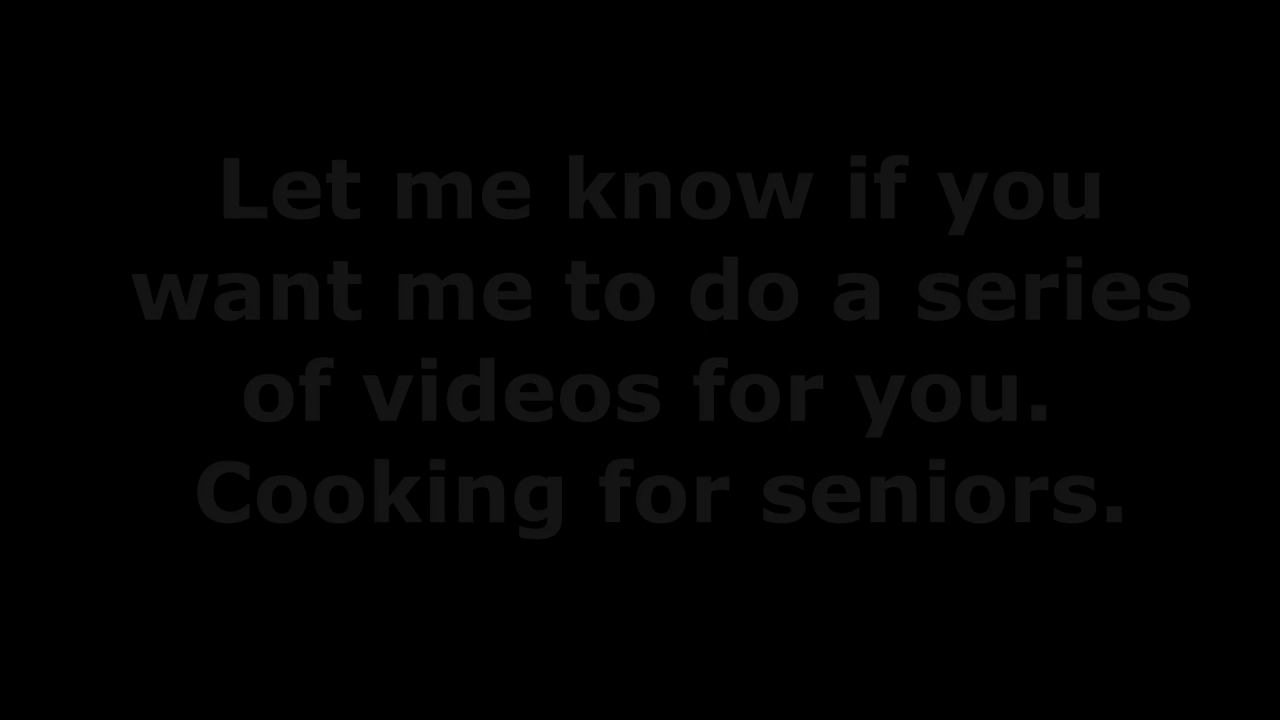 Let me know if you
want me to do a series
of videos for you.
Cooking for seniors.